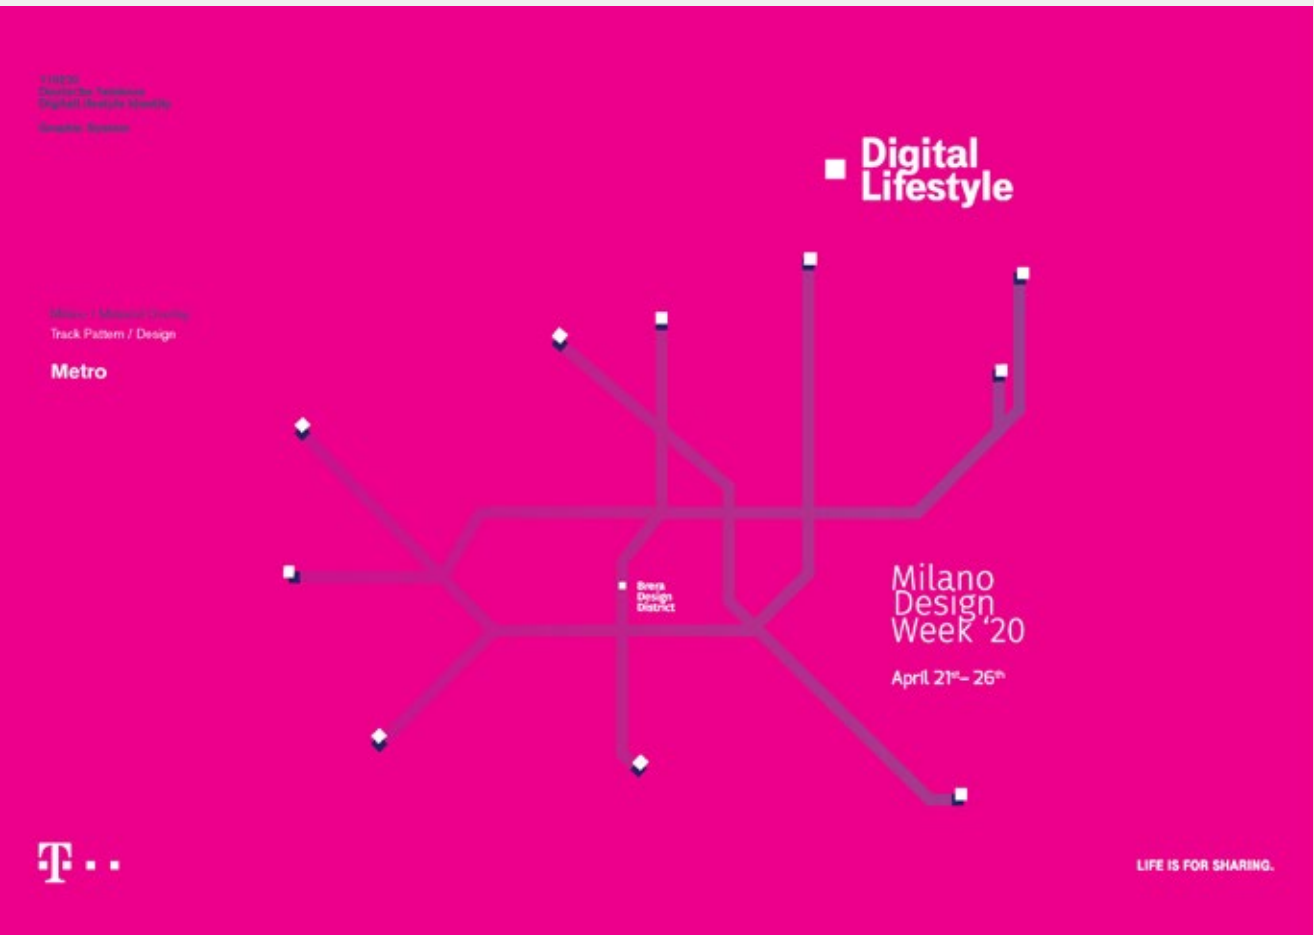 Digital
Lifestyle
Track Pattern / Design
Metro
Brera
Design
District
Milano
Design
Week ‘20
April 21st– 26th
T
LIFE IS FOR SHARING.